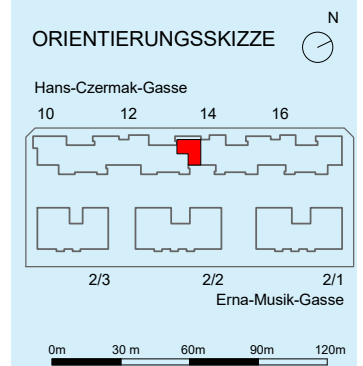 N
ORIENTIERUNGSSKIZZE
Hans-Czermak-Gasse
10 12 14 16
2/3 2/2 2/1
Erna-Musik-Gasse
0m 30 m 60m 90m 120m